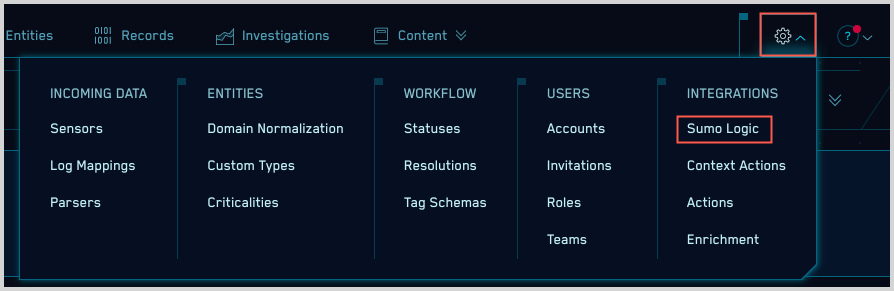 Entities
0101
1001
Records
Investigations
Content
?
INCOMING DATA
Sensors
Log Mappings
Parsers
ENTITIES
Domain Normalization
Custom Types
Criticalities
WORKFLOW
Statuses
Resolutions
Tag Schemas
USERS
Accounts
Invitations
Roles
Teams
INTEGRATIONS
Sumo Logic
Context Actions
Actions
Enrichment